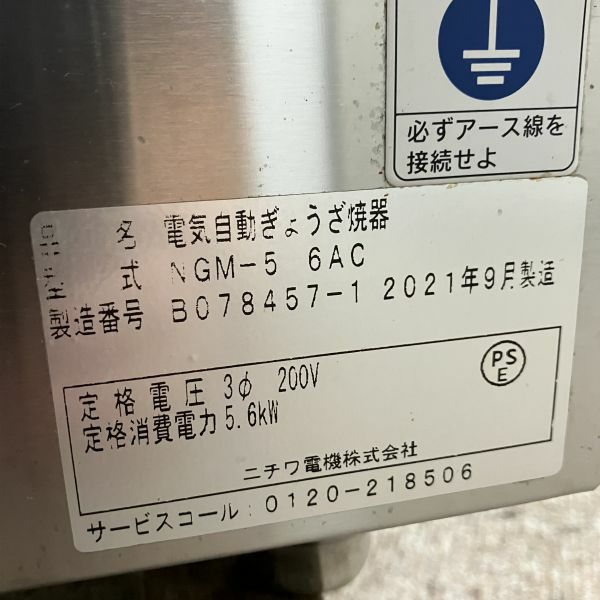 必ずアース線を
接続せよ
品名 電気自動ぎょうざ焼器
型式 NGM-5 6AC
製造番号 B078457-1 2021年9月製造
PSE
定格電圧 3φ 200V
定格消費電力 5.6kW
ニチワ電機株式会社
サービスコール:0120-218506